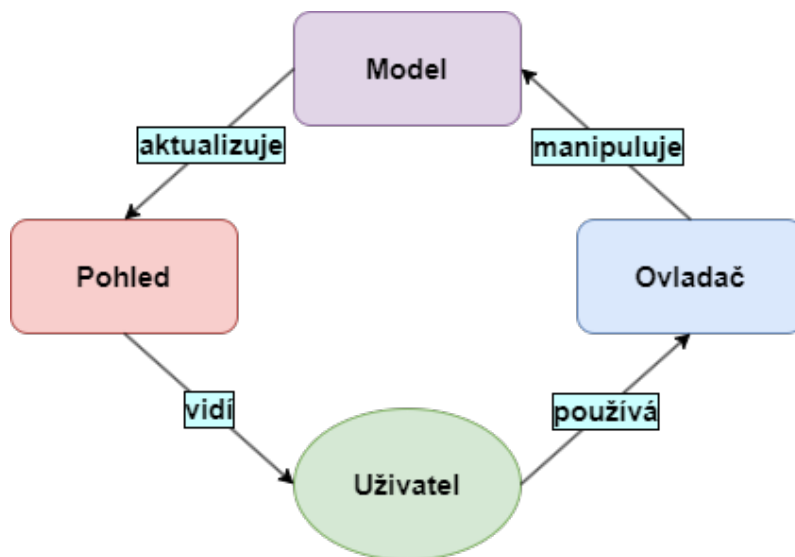 Model
aktualizuje
manipuluje
Pohled
Ovladač
vidí
používá
Uživatel